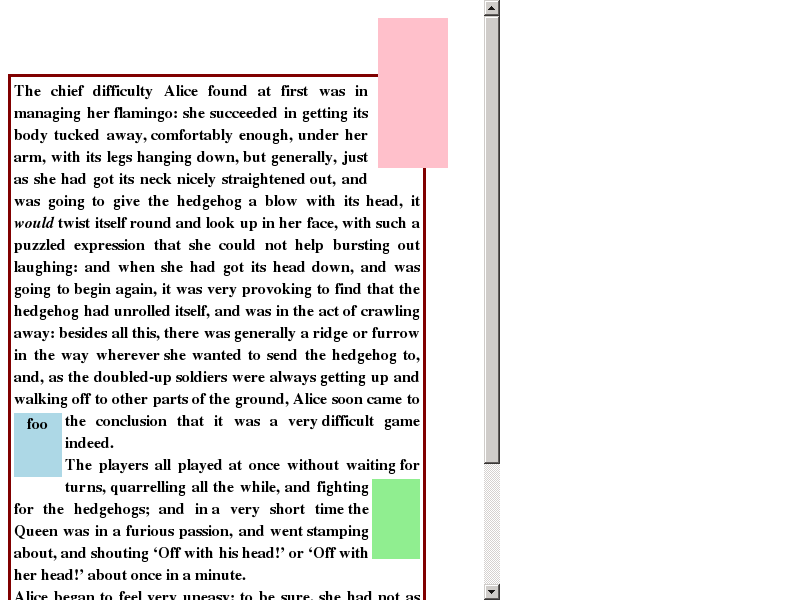 The chief difficulty Alice found at first was in
managing her flamingo: she succeeded in getting its
body tucked away, comfortably enough, under her
arm, with its legs hanging down, but generally, just
as she had got its neck nicely straightened out, and
was going to give the hedgehog a blow with its head, it
would twist itself round and look up in her face, with such a
puzzled expression that she could not help bursting out
laughing: and when she had got its head down, and was
going to begin again, it was very provoking to find that the
hedgehog had unrolled itself, and was in the act of crawling
away: besides all this, there was generally a ridge or furrow
in the way wherever she wanted to send the hedgehog to,
and, as the doubled-up soldiers were always getting up and
walking off to other parts of the ground, Alice soon came to
foo
the conclusion that it was a very difficult game
indeed.
The players all played at once without waiting for
turns, quarrelling all the while, and fighting
for the hedgehogs; and in a very short time the
Queen was in a furious passion, and went stamping
about, and shouting ‘Off with his head!’ or ‘Off with
her head!’ about once in a minute.
Alice began to feel very uneasy: to be sure, she had not as